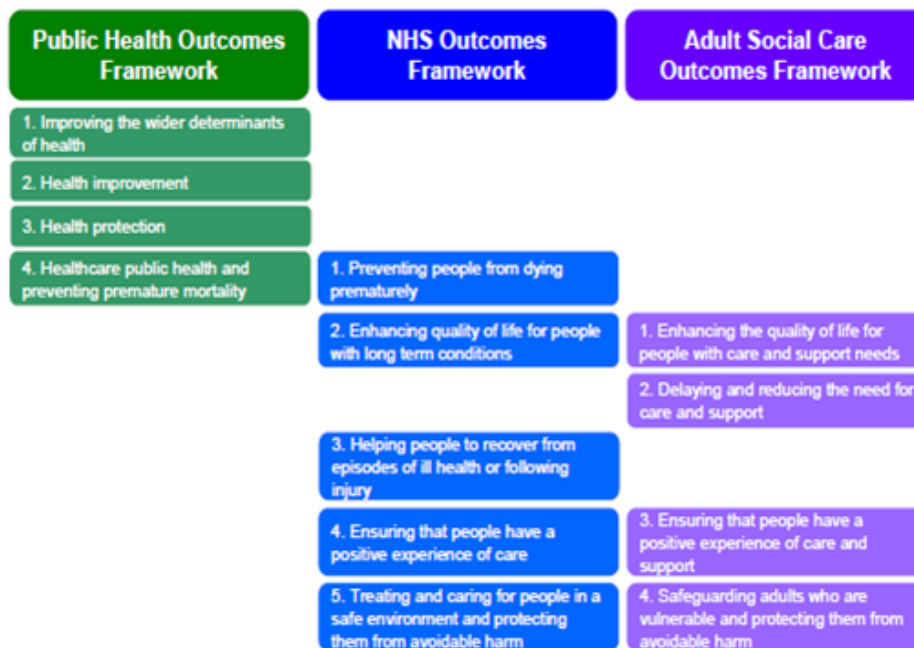 Public Health Outcomes
Framework
NHS Outcomes
Framework
Adult Social Care
Outcomes Framework
1. Improving the wider determinants
of health
2. Health improvement
3. Health protection
4. Healthcare public health and
preventing premature mortality
1. Preventing people from dying
prematurely
2. Enhancing quality of life for people
with long term conditions
1. Enhancing the quality of life for
people with care and support needs
2. Delaying and reducing the need for
care and support
3. Helping people to recover from
episodes of ill health or following
injury
4. Ensuring that people have a
positive experience of care
3. Ensuring that people have a
positive experience of care and
support
5. Treating and caring for people in a
safe environment and protecting
them from avoidable harm
4. Safeguarding adults who are
vulnerable and protecting them from
avoidable harm